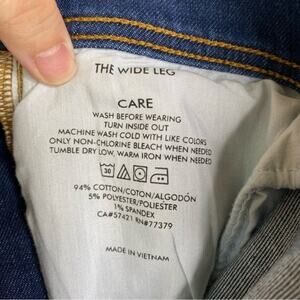 THE WIDE LEG
CARE
WASH BEFORE WEARING
TURN INSIDE OUT
MACHINE WASH COLD WITH LIKE COLORS
ONLY NON-CHLORINE BLEACH WHEN NEEDED
TUMBLE DRY LOW, WARM IRON WHEN NEEDED
30
94% COTTON/COTON/ALGODÓN
5% POLYESTER/POLIESTER
1% SPANDEX
CA#57421 RN#77379
MADE IN VIETNAM